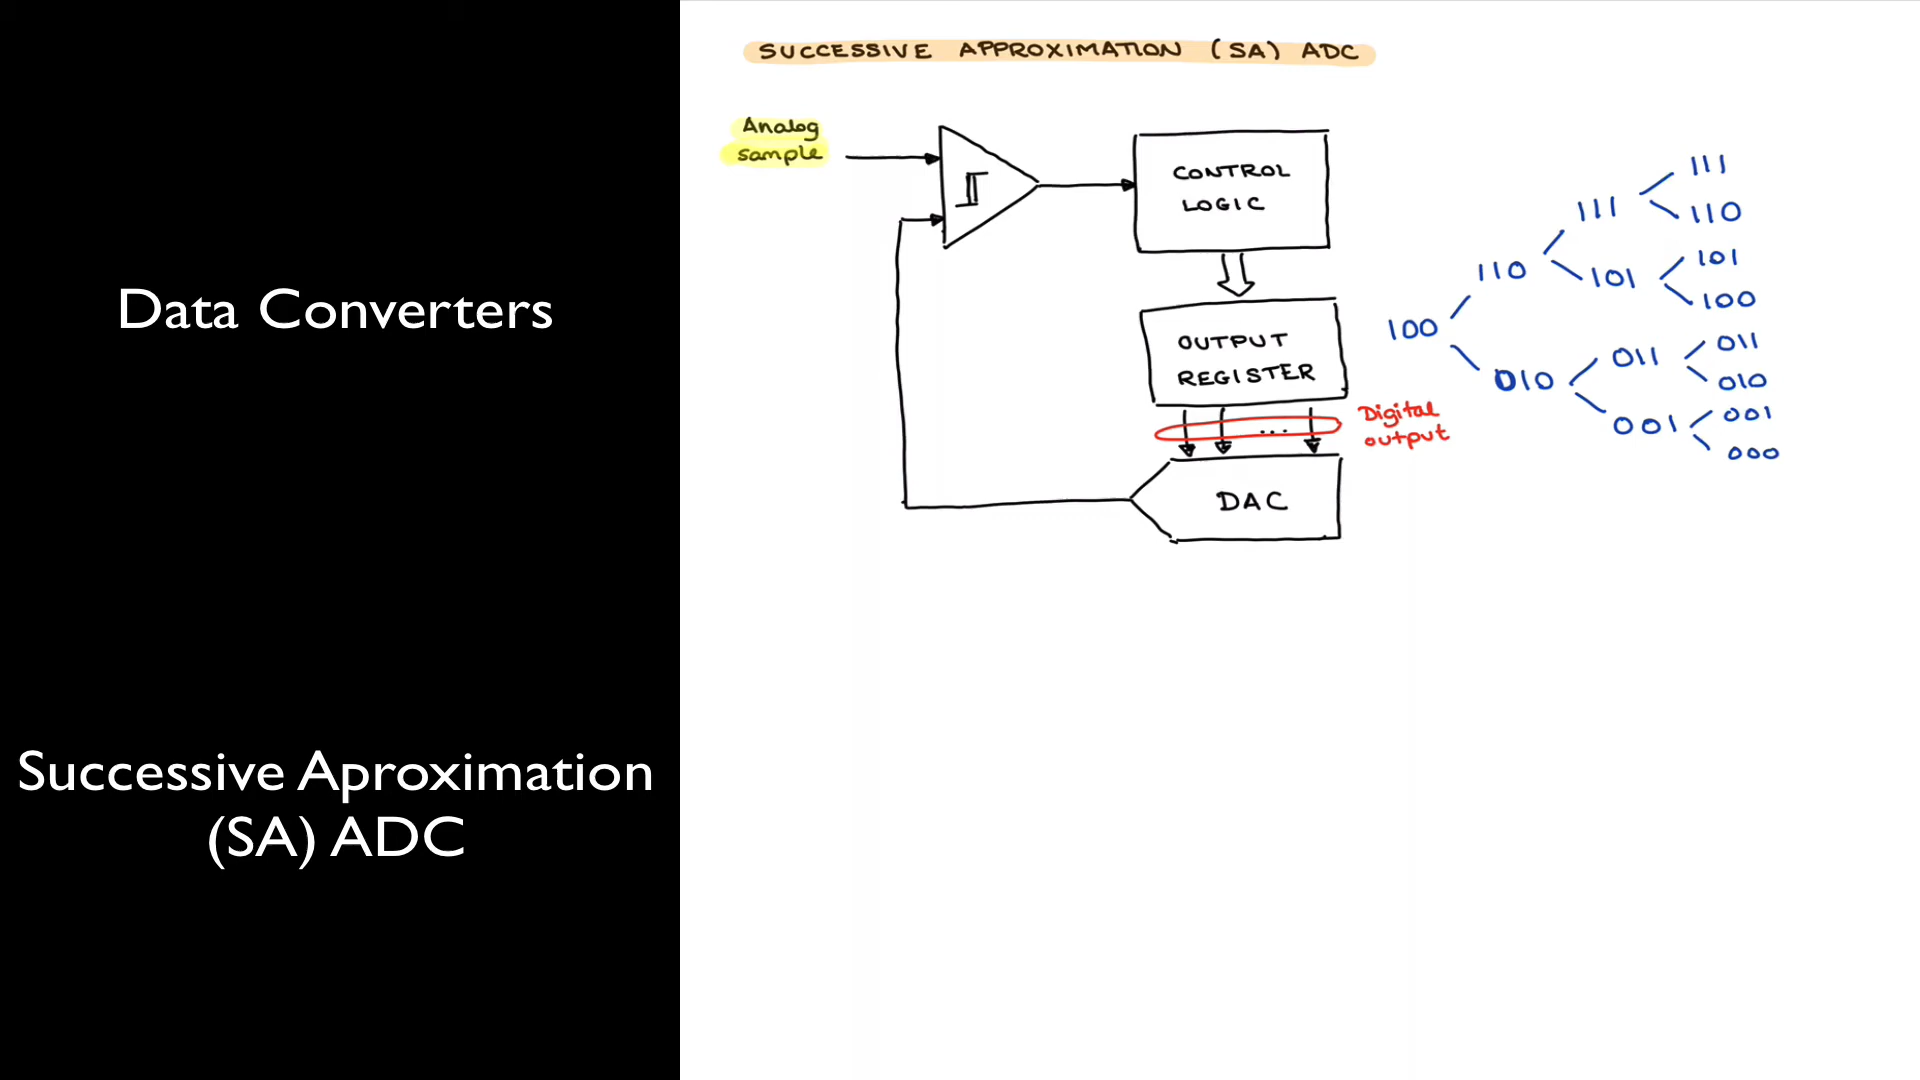 Data Converters
Successive Aproximation
(SA) ADC
SUCCESSIVE APPROXIMATION (SA) ADC
Analog
sample
CONTROL
LOGIC
OUTPUT
REGISTER
...
Digital
output
DAC
100
110
010
111
101
011
001
111
110
101
100
011
010
001
000